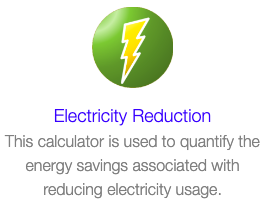 Electricity Reduction
This calculator is used to quantify the
energy savings associated with
reducing electricity usage.